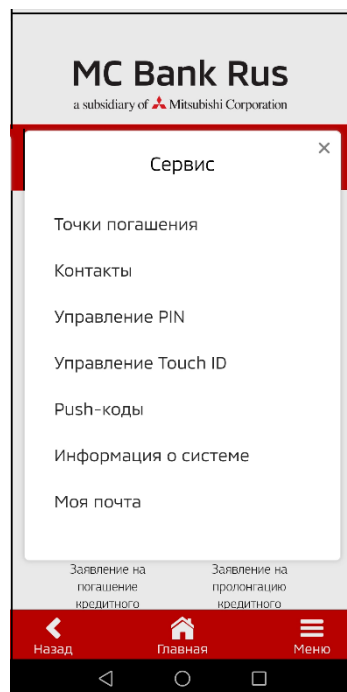 MC Bank Rus
a subsidiary of Mitsubishi Corporation
Сервис
Точки погашения
Контакты
Управление PIN
Управление Touch ID
Push-коды
Информация о системе
Моя почта
Заявление на Заявление на
погашение пролонгацию
кредитного кредитного
Назад Главная Меню